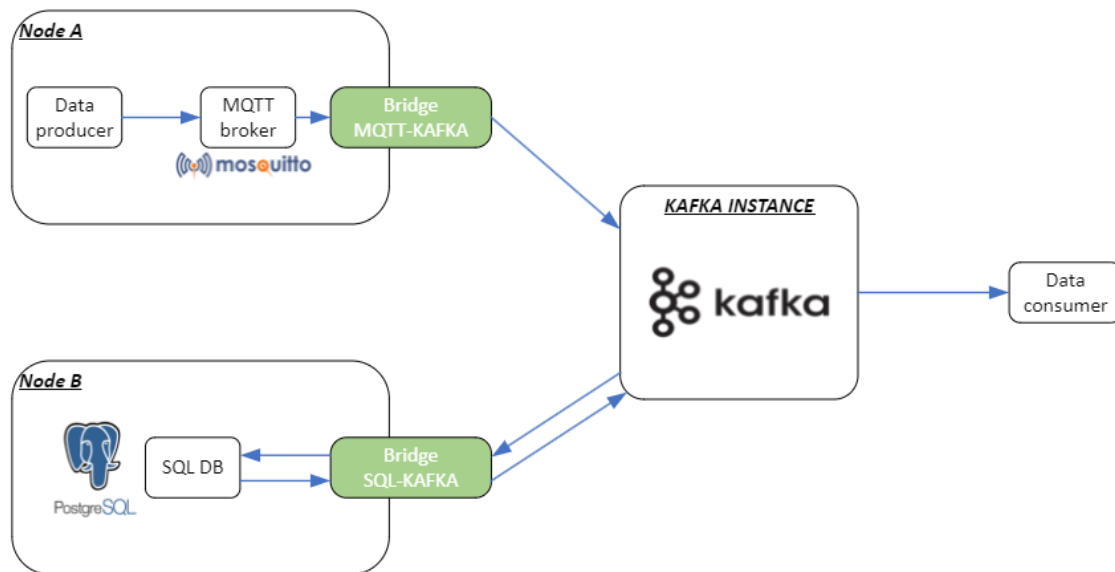 Node A
Data
producer
MQTT
broker
Bridge
MQTT-KAFKA
mosquitto
KAFKA INSTANCE
kafka
Data
consumer
Node B
SQL DB
Bridge
SQL-KAFKA
PostgreSQL